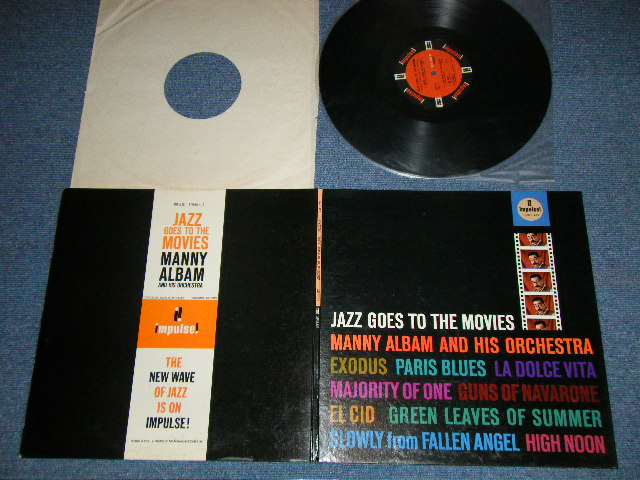 JAZZ
GOES TO THE
MOVIES
MANNY
ALBAM
AND HIS ORCHESTRA
impulse!
THE
NEW WAVE
OF JAZZ
IS ON
IMPULSE!
impulse!
JAZZ GOES TO THE MOVIES
MANNY ALBAM AND HIS ORCHESTRA
EXODUS PARIS BLUES LA DOLCE VITA
MAJORITY OF ONE GUNS OF NAVARONE
EL CID GREEN LEAVES OF SUMMER
SLOWLY from FALLEN ANGEL HIGH NOON